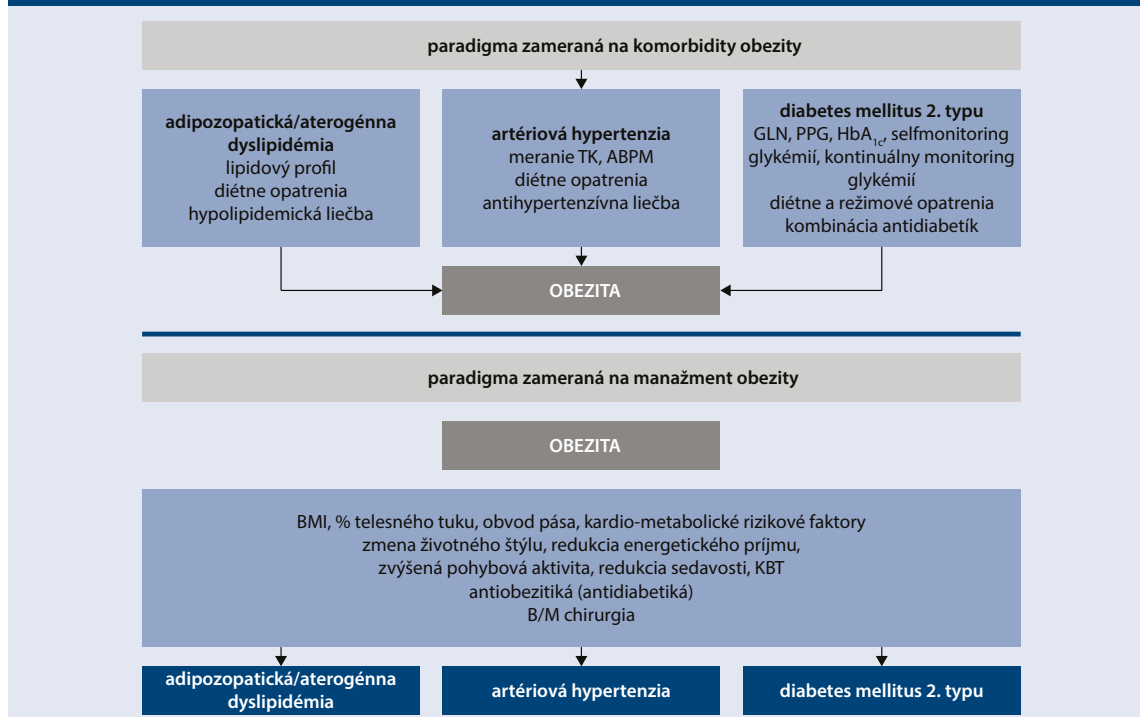 paradigma zameraná na komorbidity obezity
adipozopatická/aterogénna
dyslipidémia
lipidový profil
diétne opatrenia
hypolipidemická liečba
artériová hypertenzia
meranie TK, ABPM
diétne opatrenia
antihypertenzívna liečba
diabetes mellitus 2. typu
GLN, PPG, HbA1c, selfmonitoring
glykémií, kontinuálny monitoring
glykémií
diétne a režimové opatrenia
kombinácia antidiabetík
OBEZITA
paradigma zameraná na manažment obezity
OBEZITA
BMI, % telesného tuku, obvod pása, kardio-metabolické rizikové faktory
zmena životného štýlu, redukcia energetického príjmu,
zvýšená pohybová aktivita, redukcia sedavosti, KBT
antiobezitiká (antidiabetiká)
B/M chirurgia
adipozopatická/aterogénna
dyslipidémia
artériová hypertenzia
diabetes mellitus 2. typu